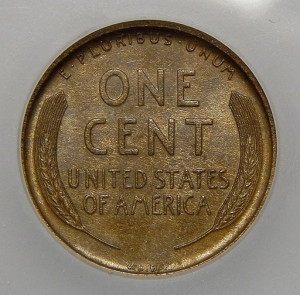 E·PLURIBUS·UNUM
ONE
CENT
UNITED STATES
OF AMERICA